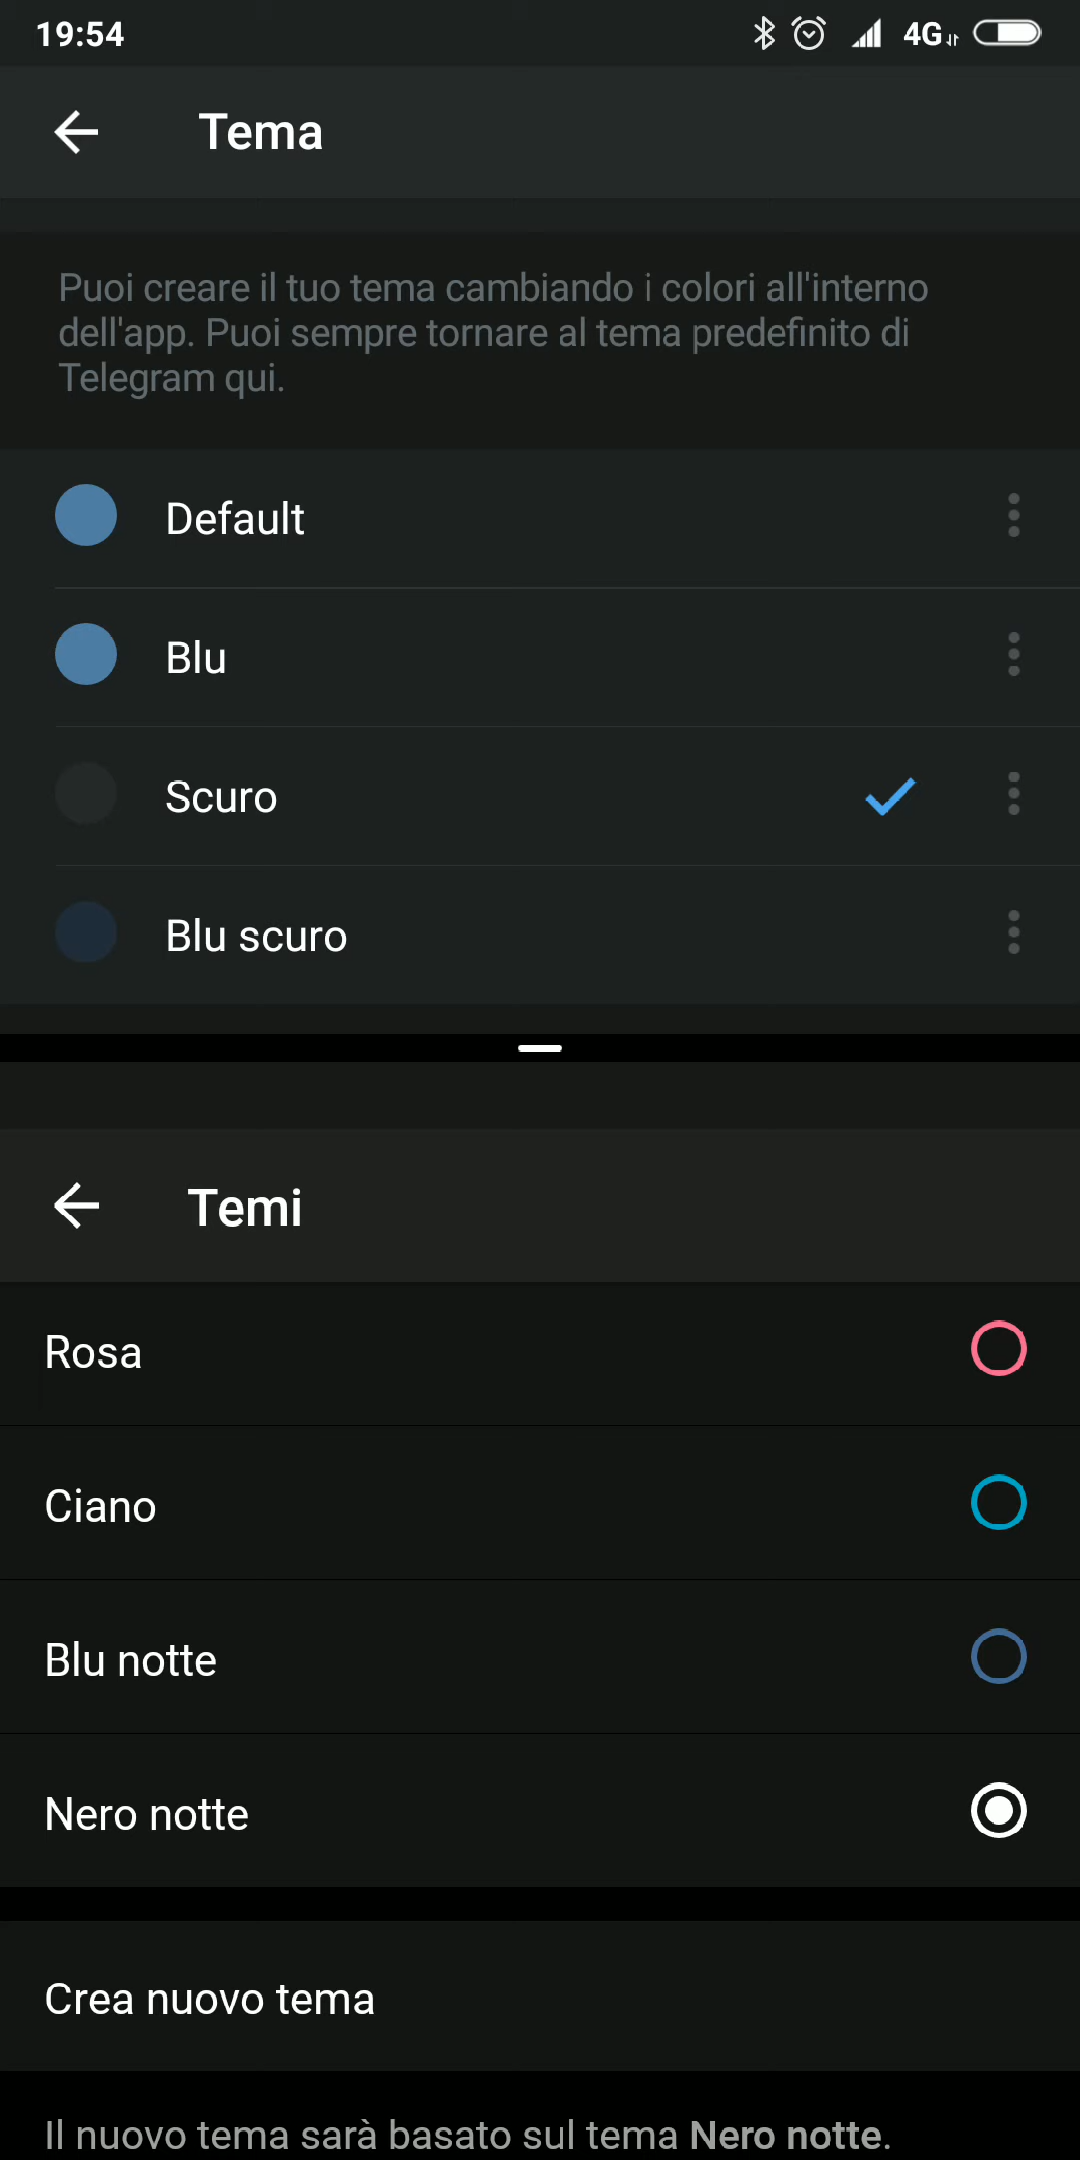 19:54
4G
Tema
Puoi creare il tuo tema cambiando i colori all'interno
dell'app. Puoi sempre tornare al tema predefinito di
Telegram qui.
Default
Blu
Scuro
Blu scuro
Temi
Rosa
Ciano
Blu notte
Nero notte
Crea nuovo tema
Il nuovo tema sarà basato sul tema Nero notte.